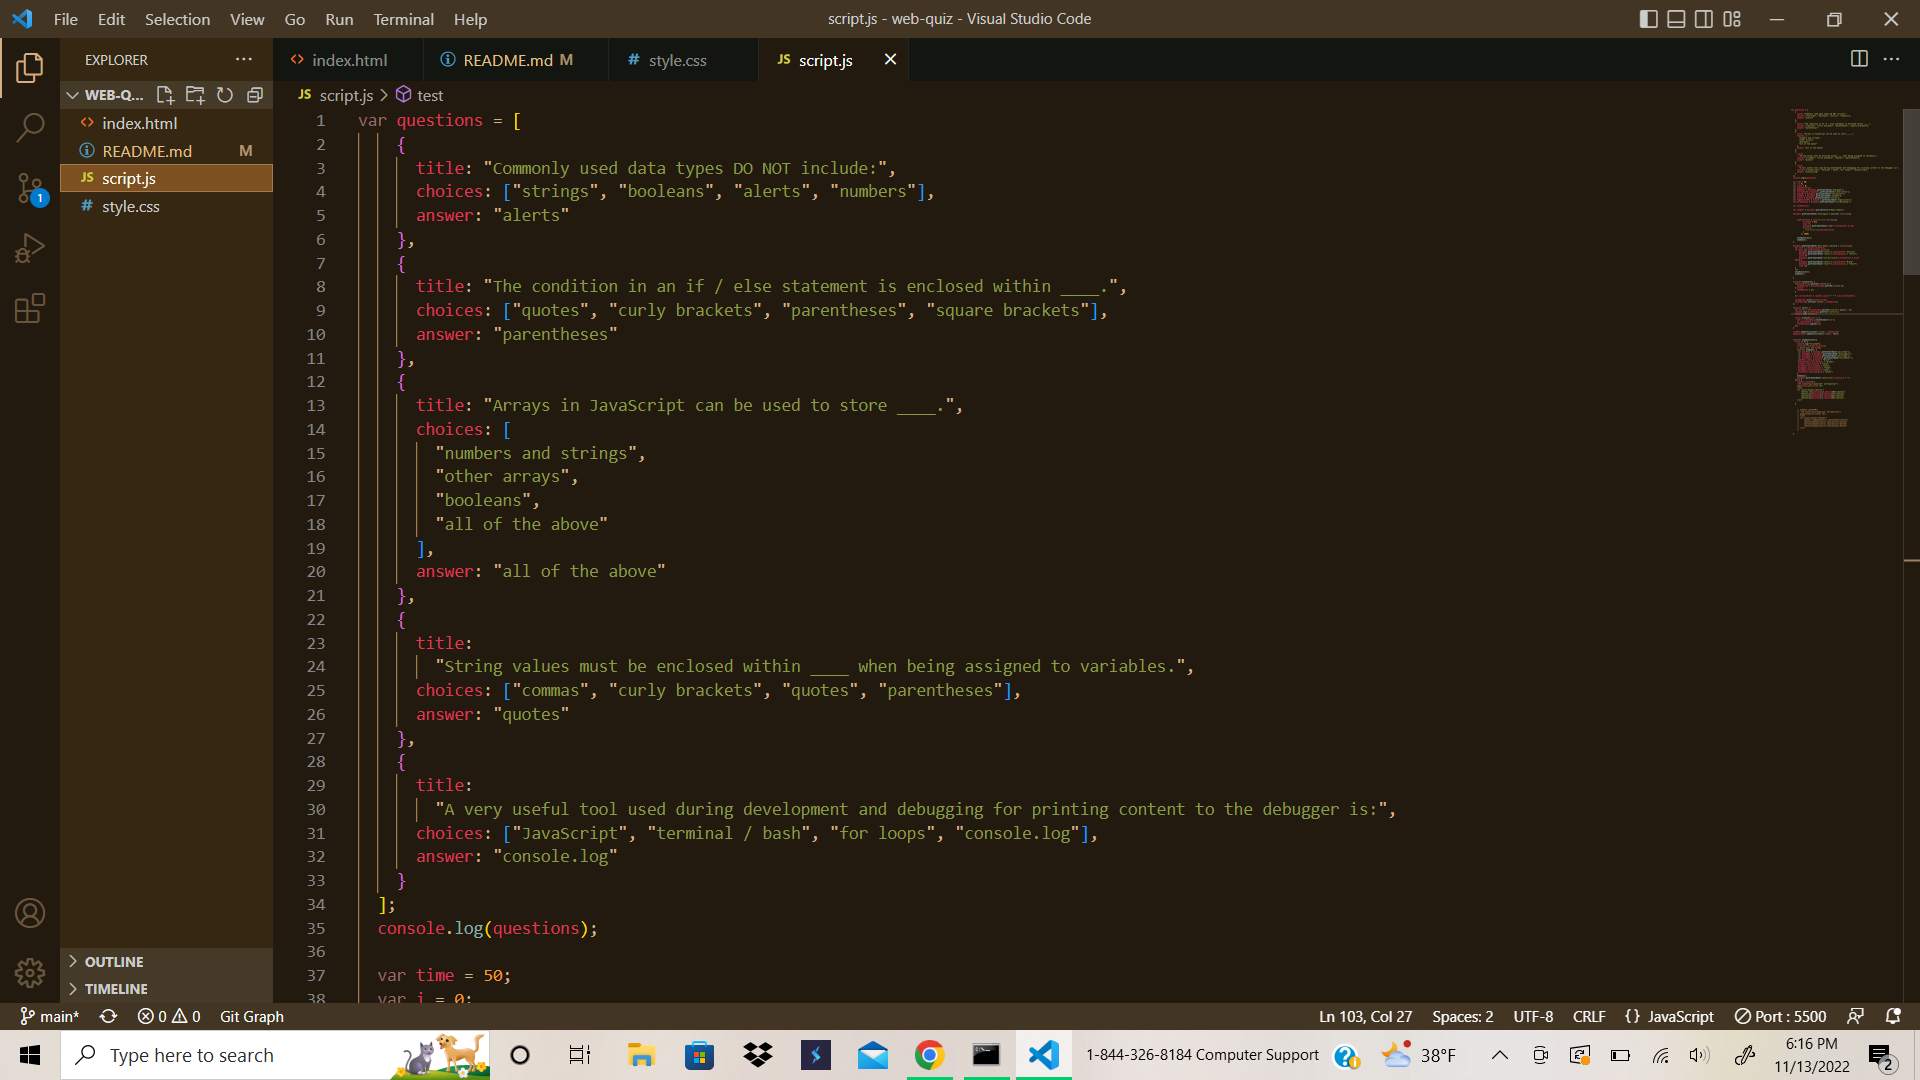 File Edit Selection View Go Run Terminal Help
script.js - web-quiz - Visual Studio Code
EXPLORER
index.html
README.md M
style.css
JS script.js
WEB-Q...
JS script.js > test
index.html
README.md M
JS script.js
# style.css
1 var questions = [
2 {
3 title: "Commonly used data types DO NOT include:",
4 choices: ["strings", "booleans", "alerts", "numbers"],
5 answer: "alerts"
6 },
7 {
8 title: "The condition in an if / else statement is enclosed within ____.",
9 choices: ["quotes", "curly brackets", "parentheses", "square brackets"],
10 answer: "parentheses"
11 },
12 {
13 title: "Arrays in JavaScript can be used to store ____.",
14 choices: [
15 "numbers and strings",
16 "other arrays",
17 "booleans",
18 "all of the above"
19 ],
20 answer: "all of the above"
21 },
22 {
23 title:
24 "String values must be enclosed within ____ when being assigned to variables.",
25 choices: ["commas", "curly brackets", "quotes", "parentheses"],
26 answer: "quotes"
27 },
28 {
29 title:
30 "A very useful tool used during development and debugging for printing content to the debugger is:",
31 choices: ["JavaScript", "terminal / bash", "for loops", "console.log"],
32 answer: "console.log"
33 }
34 ];
35 console.log(questions);
36
37 var time = 50;
38 var i = 0;
1
OUTLINE
TIMELINE
main* 0 0 Git Graph
Ln 103, Col 27 Spaces: 2 UTF-8 CRLF {} JavaScript Port : 5500
Type here to search
1-844-326-8184 Computer Support
38°F
6:16 PM
11/13/2022
2